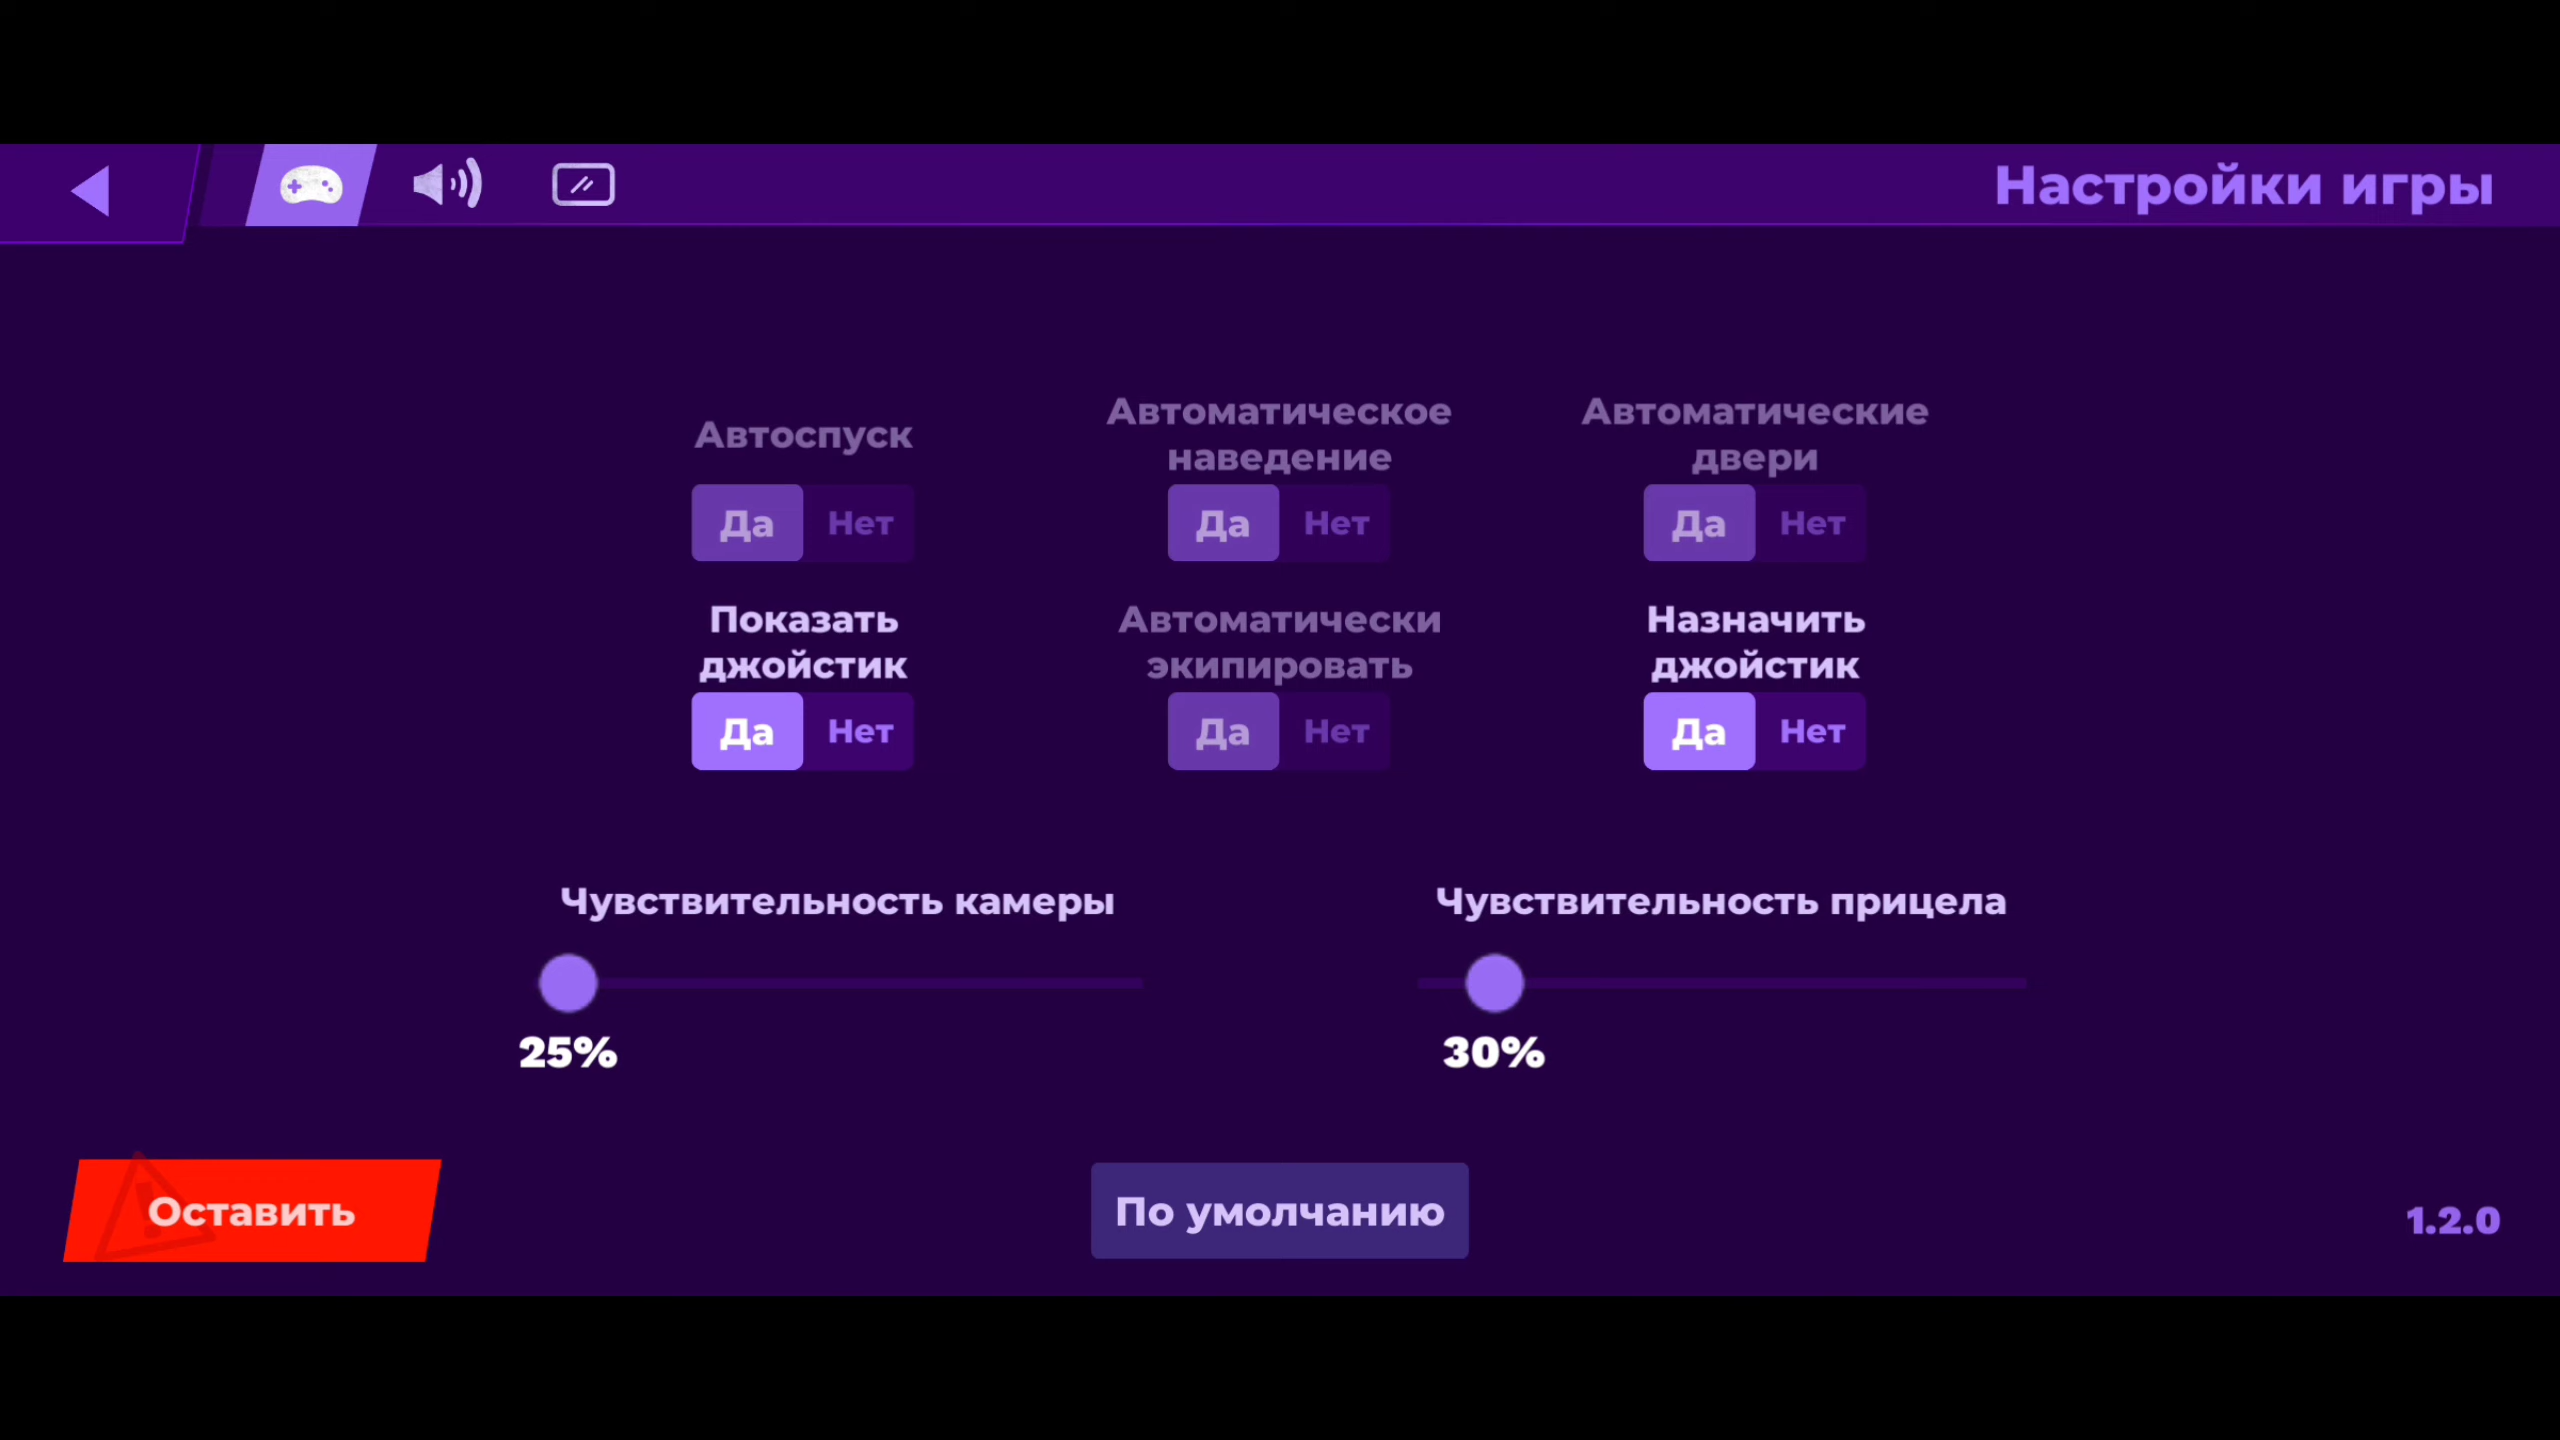 Настройки игры
Автоспуск
Автоматическое
наведение
Автоматические
двери
Да Нет
Да Нет
Да Нет
Показать
джойстик
Автоматически
экипировать
Назначить
джойстик
Да Нет
Да Нет
Да Нет
Чувствительность камеры
Чувствительность прицела
25%
30%
Оставить
По умолчанию
1.2.0